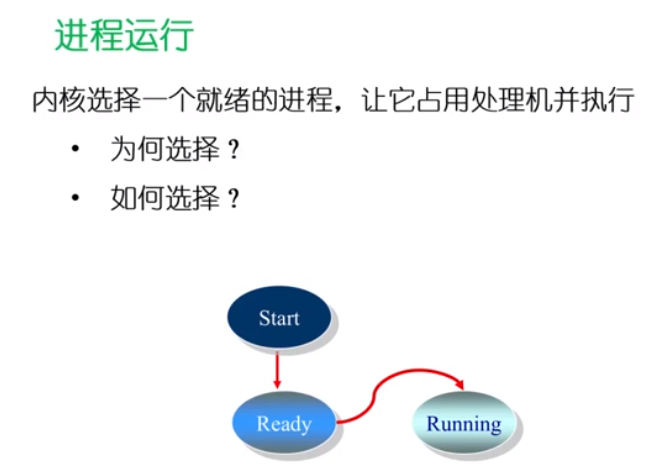 进程运行
内核选择一个就绪的进程，让它占用处理机并执行
• 为何选择？
• 如何选择？
Start
Ready
Running